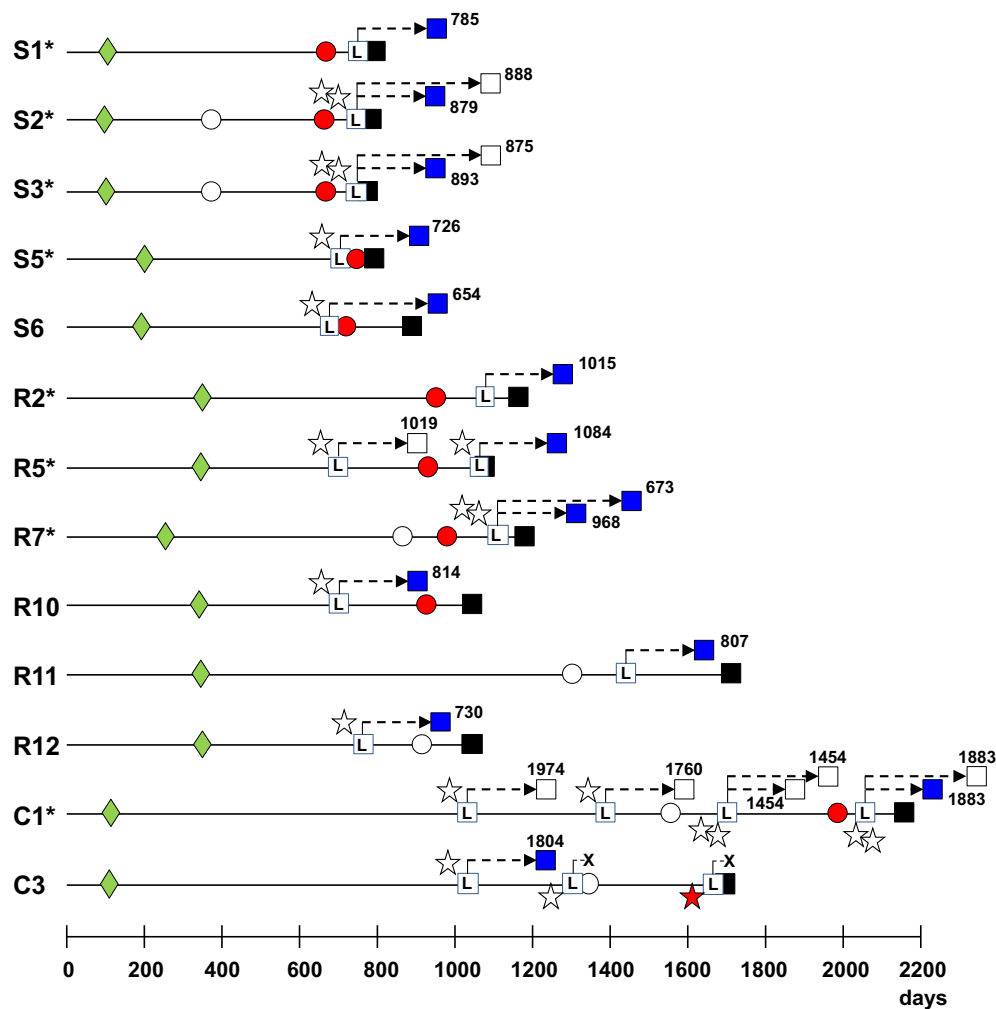 785
S1*
L
888
S2*
879
L
875
S3*
893
L
726
S5*
L
654
S6
L
1015
R2*
L
1019
1084
R5*
L L
673
968
R7*
L
814
R10
L
807
R11
L
730
R12
L
1974 1760 1454 1883
1454 1883
C1*
L L L L
1804
X X
C3
L L L
0 200 400 600 800 1000 1200 1400 1600 1800 2000 2200
days